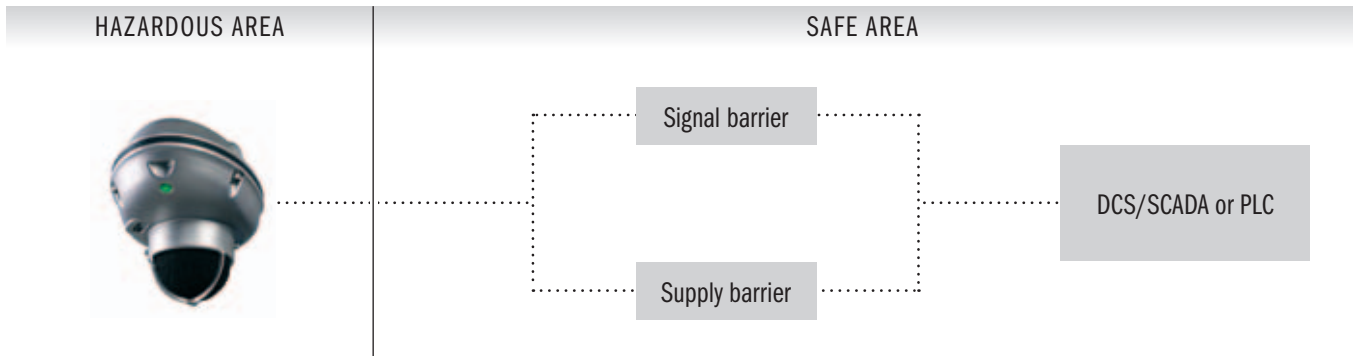 HAZARDOUS AREA
SAFE AREA
Signal barrier
DCS/SCADA or PLC
Supply barrier